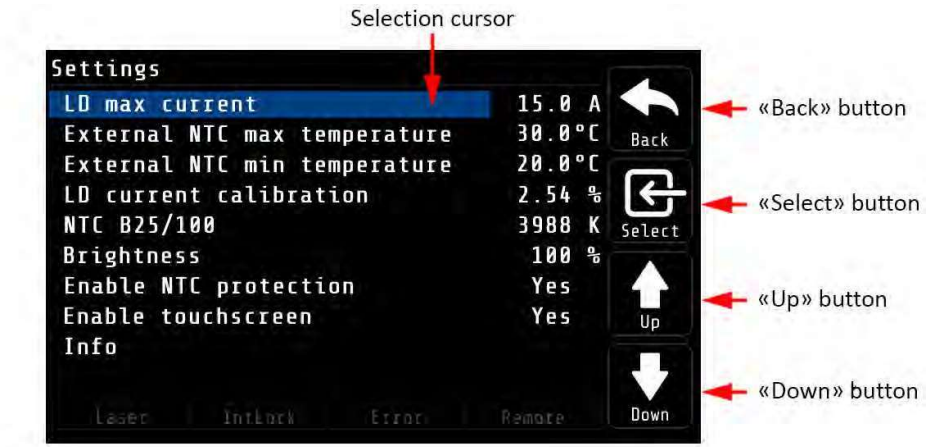 Selection cursor
Settings
LD max current 15.0 A
External NTC max temperature 30.0°C
External NTC min temperature 20.0°C
LD current calibration 2.54 %
NTC B25/100 3988 K
Brightness 100 %
Enable NTC protection Yes
Enable touchscreen Yes
Info
Laser IntLock Error Remote
Back
Select
Up
Down
«Back» button
«Select» button
«Up» button
«Down» button